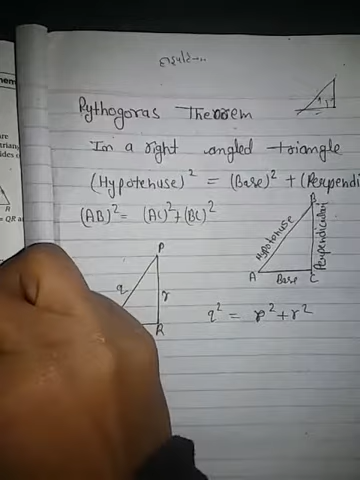 Pythogoras Theorem
In a right angled triangle
(Hypotenuse)² = (Base)² + (Perpendi
(AB)² = (AC)² + (BC)²
B
Hypotenuse
Perpendicular
A
Base
C
P
q
r
R
q² = p² + r²